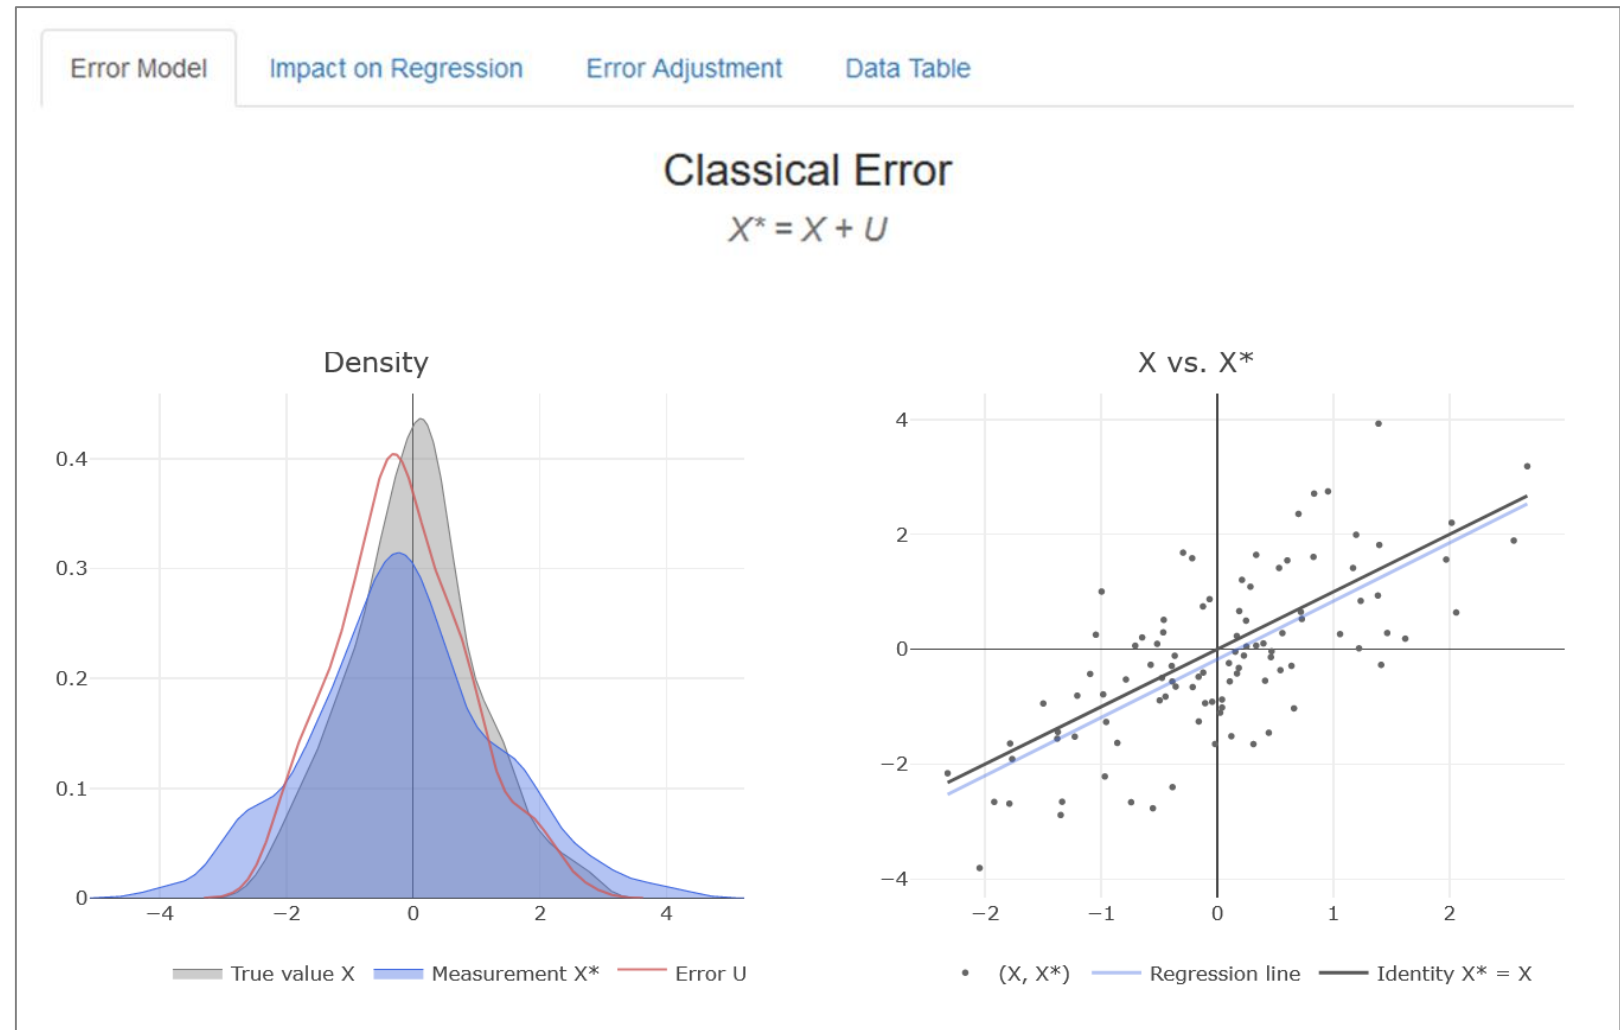 Error Model Impact on Regression Error Adjustment Data Table
Classical Error
X* = X + U
Density
0.4
0.3
0.2
0.1
0
−4 −2 0 2 4
True value X Measurement X* Error U
X vs. X*
4
2
0
−2
−4
−2 −1 0 1 2
(X, X*) Regression line Identity X* = X